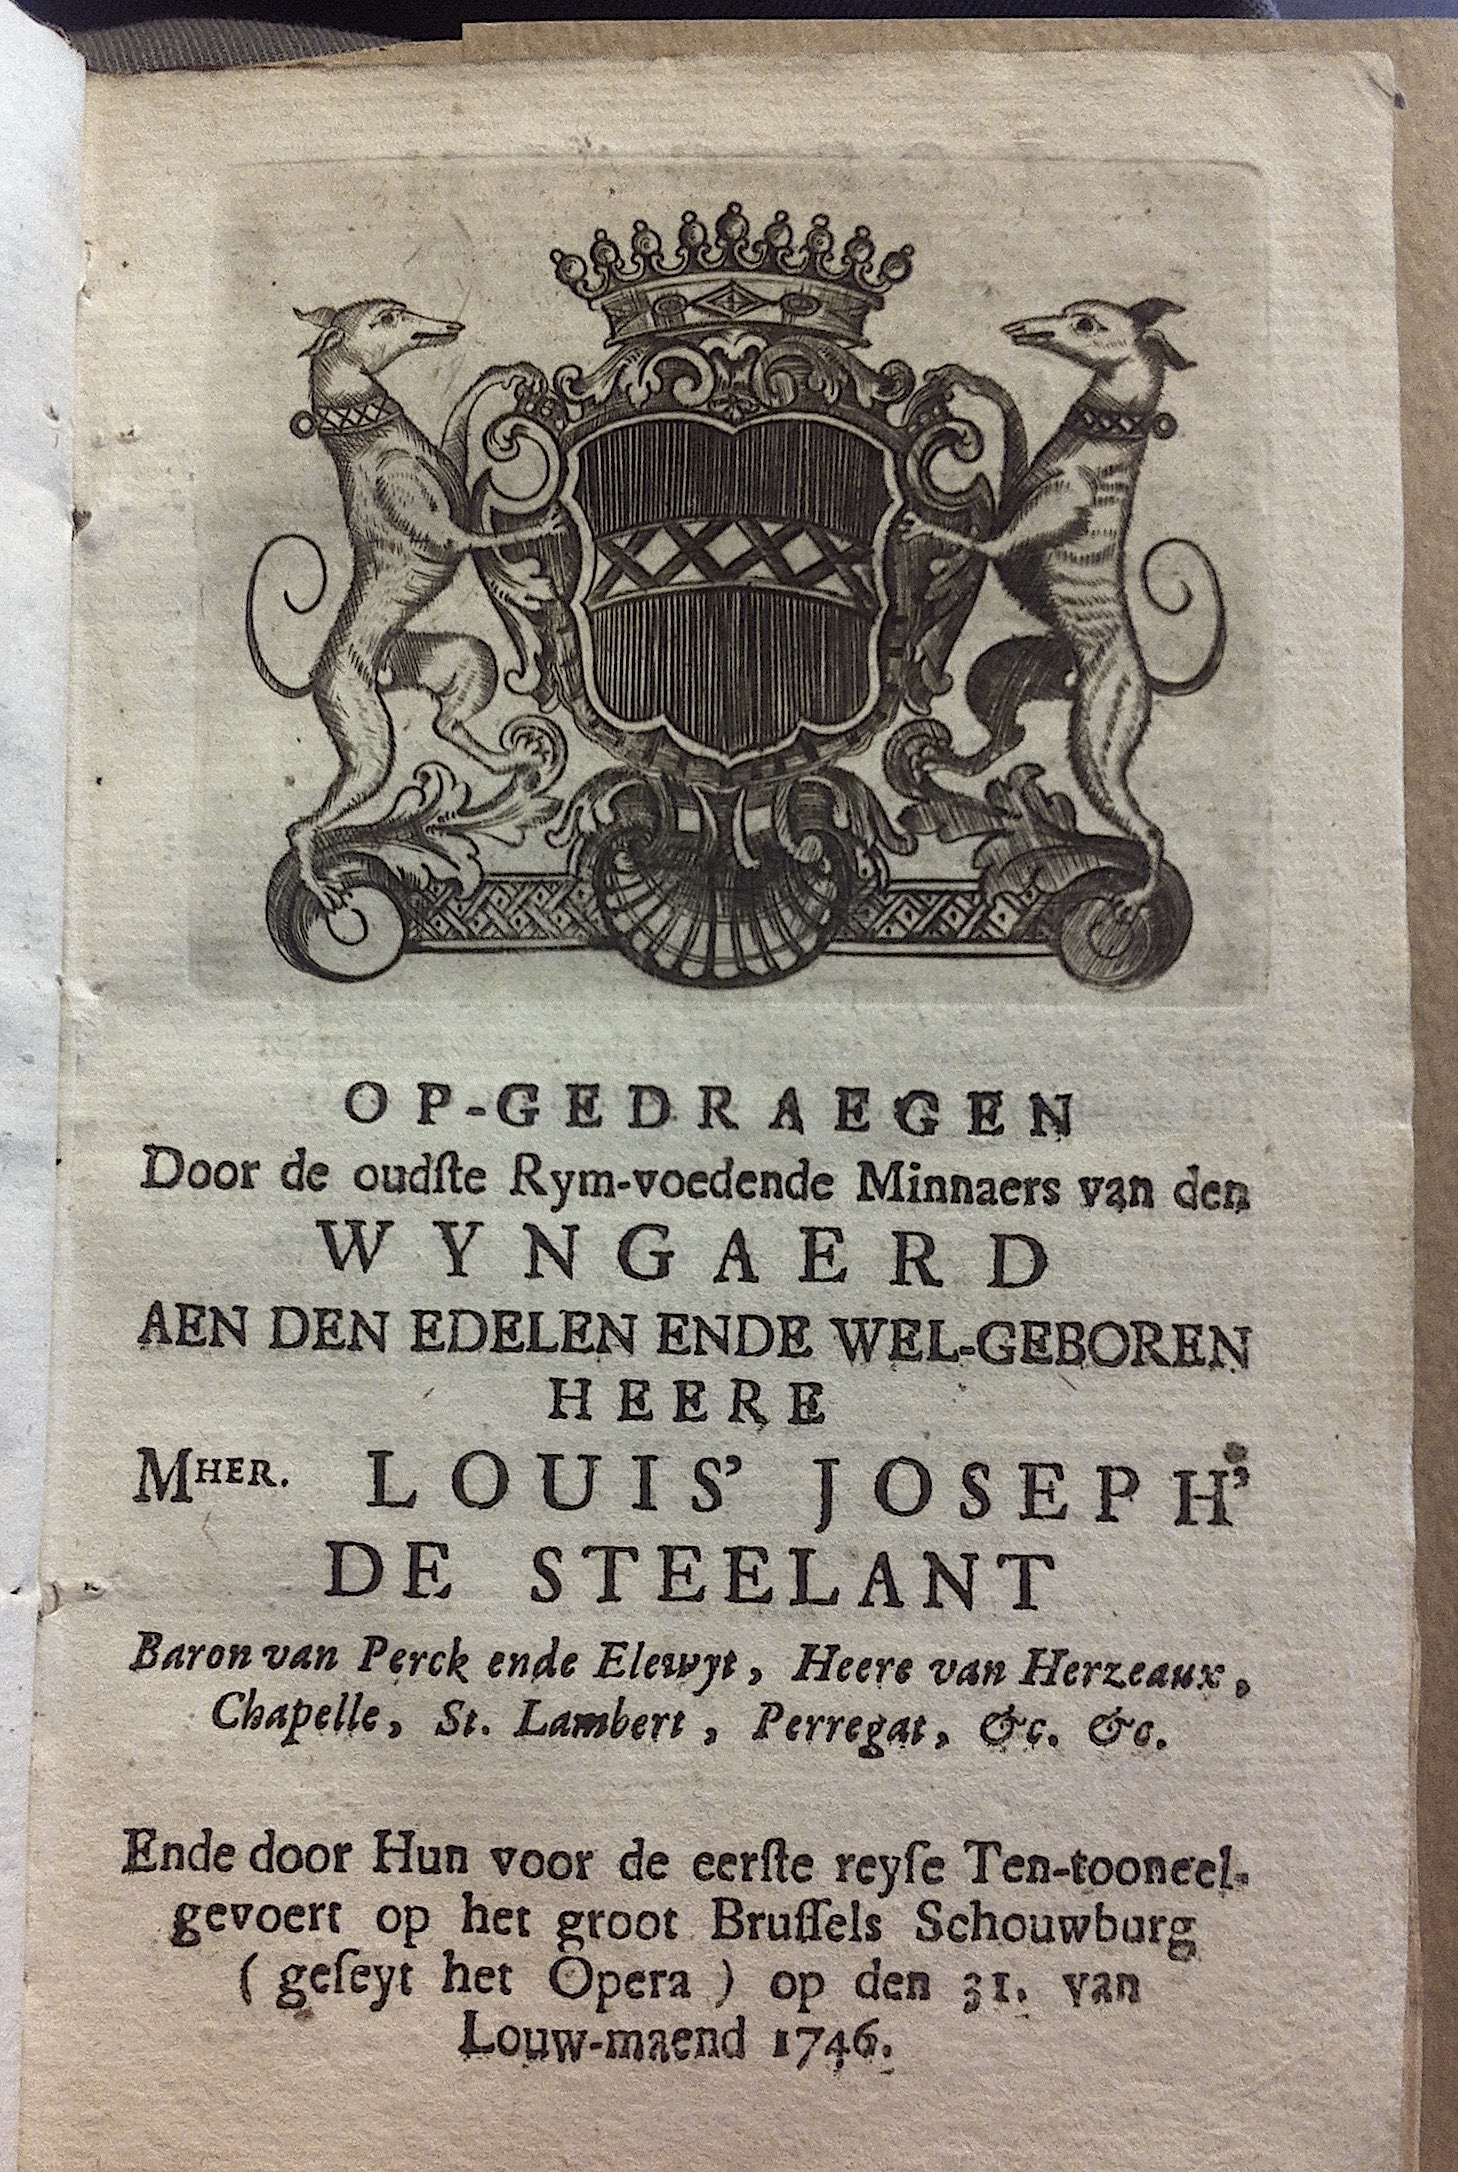 OP-GEDRAEGEN
Door de oudſte Rym-voedende Minnaers van den
WYNGAERD
AEN DEN EDELEN ENDE WEL-GEBOREN
HEERE
MHER. LOUIS' JOSEPH'
DE STEELANT
Baron van Perck ende Elewyt, Heere van Herzeaux,
Chapelle, St. Lambert, Perregat, &c. &c.
Ende door Hun voor de eerſte reyſe Ten-tooneel-
gevoert op het groot Bruſſels Schouwburg
( geſeyt het Opera ) op den 31. van
Louw-maend 1746.